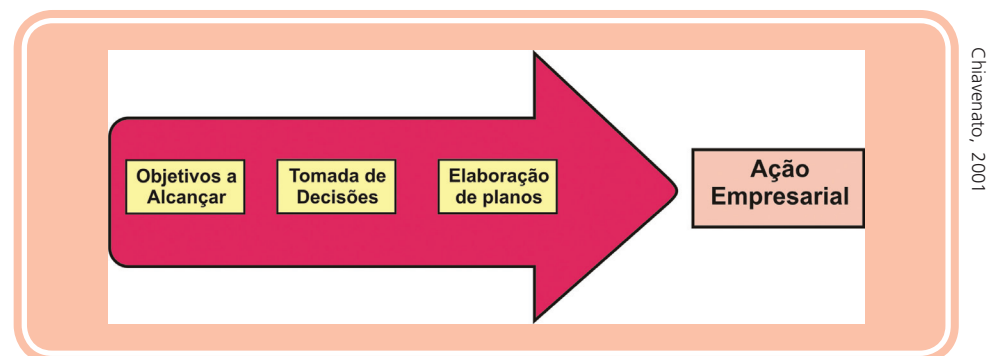 Objetivos a
Alcançar
Tomada de
Decisões
Elaboração
de planos
Ação
Empresarial
Chiavenato, 2001